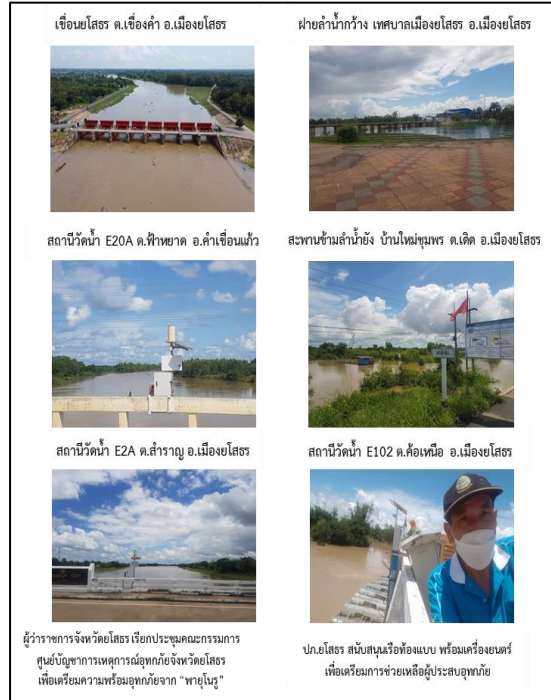 เขื่อนยโสธร ต.เขื่องคำ อ.เมืองยโสธร
ฝายลำน้ำกว้าง เทศบาลเมืองยโสธร อ.เมืองยโสธร
สถานีวัดน้ำ E20A ต.ฟ้าหยาด อ.คำเขื่อนแก้ว
สะพานข้ามลำน้ำยัง บ้านใหม่ชุมพร ต.เดิด อ.เมืองยโสธร
สถานีวัดน้ำ E2A ต.สำราญ อ.เมืองยโสธร
สถานีวัดน้ำ E102 ต.ค้อเหนือ อ.เมืองยโสธร
ผู้ว่าราชการจังหวัดยโสธร เรียกประชุมคณะกรรมการ
ศูนย์บัญชาการเหตุการณ์อุทกภัยจังหวัดยโสธร
เพื่อเตรียมความพร้อมอุทกภัยจาก “พายุโนรู”
ปภ.ยโสธร สนับสนุนเรือท้องแบบ พร้อมเครื่องยนต์
เพื่อเตรียมการช่วยเหลือผู้ประสบอุทกภัย